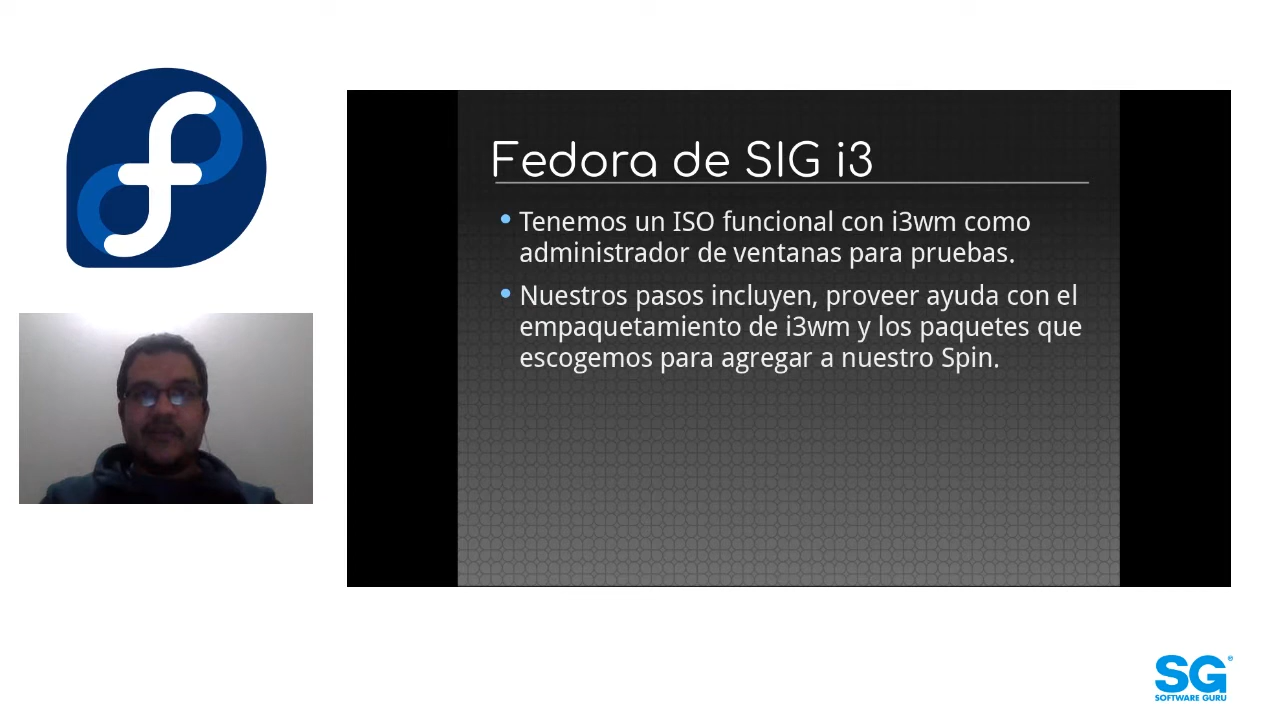 Fedora de SIG i3
Tenemos un ISO funcional con i3wm como
administrador de ventanas para pruebas.
Nuestros pasos incluyen, proveer ayuda con el
empaquetamiento de i3wm y los paquetes que
escogemos para agregar a nuestro Spin.
SG
SOFTWARE GURU